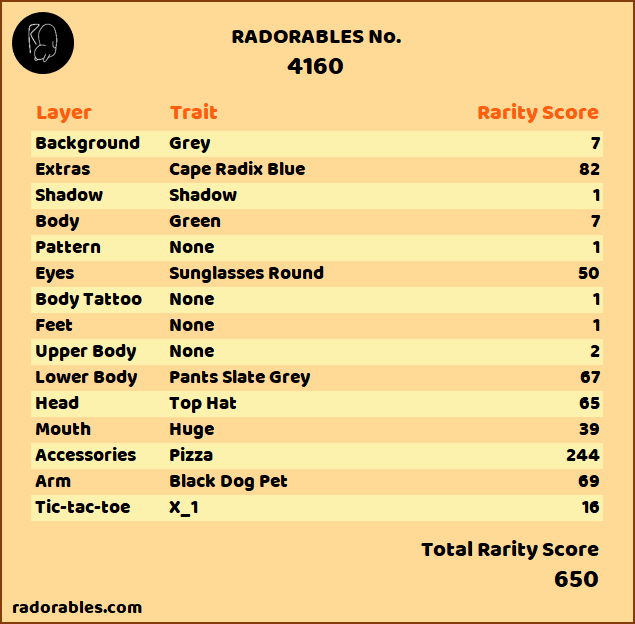 RADORABLES No.
4160
Layer Trait Rarity Score
Background Grey 7
Extras Cape Radix Blue 82
Shadow Shadow 1
Body Green 7
Pattern None 1
Eyes Sunglasses Round 50
Body Tattoo None 1
Feet None 1
Upper Body None 2
Lower Body Pants Slate Grey 67
Head Top Hat 65
Mouth Huge 39
Accessories Pizza 244
Arm Black Dog Pet 69
Tic-tac-toe X_1 16
Total Rarity Score
650
radorables.com